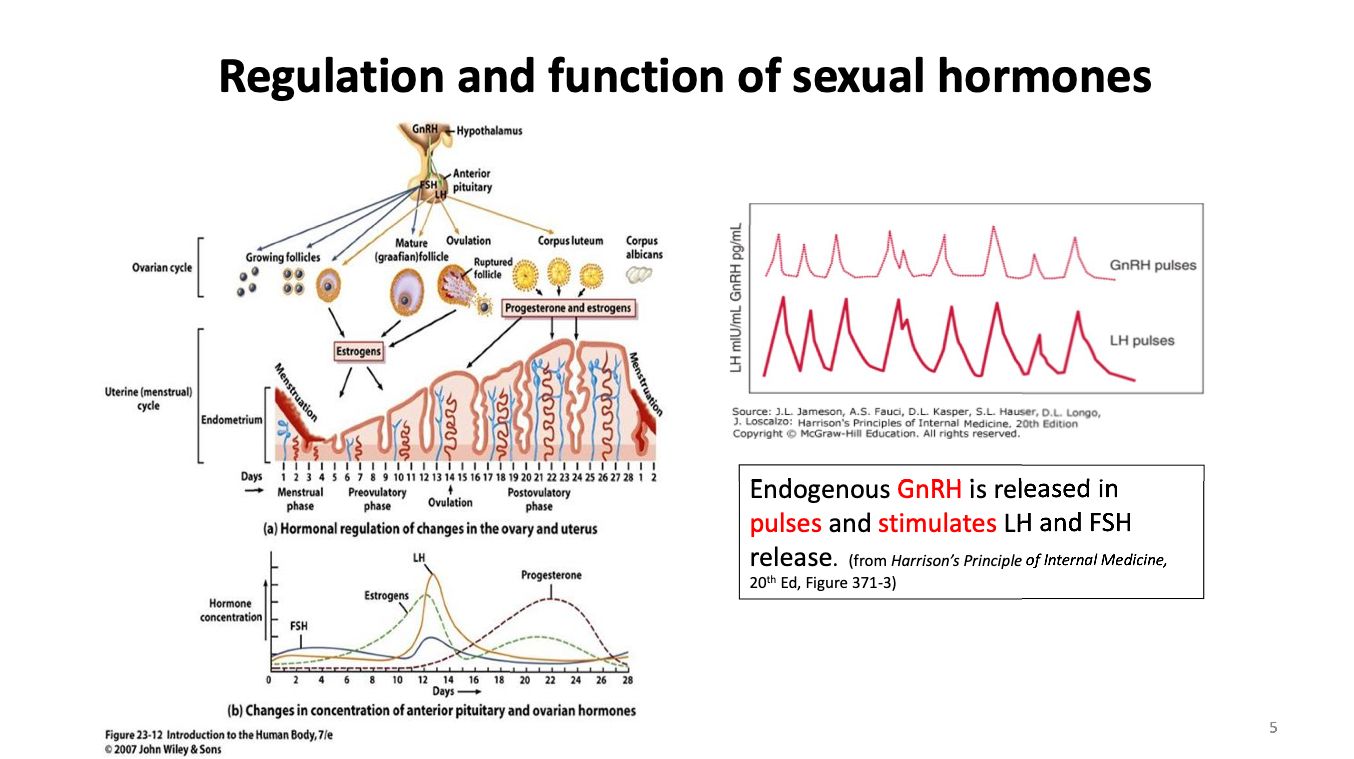 Regulation and function of sexual hormones
GnRH
Hypothalamus
Anterior
pituitary
FSH
LH
Ovarian cycle
Growing follicles
Mature
(graafian)follicle
Ovulation
Ruptured
follicle
Corpus luteum
Corpus
albicans
Progesterone and estrogens
Estrogens
Uterine (menstrual)
cycle
Endometrium
Menstruation
Menstruation
Days 1 2 3 4 5 6 7 8 9 10 11 12 13 14 15 16 17 18 19 20 21 22 23 24 25 26 27 28 1 2
Menstrual
phase
Preovulatory
phase
Ovulation
Postovulatory
phase
(a) Hormonal regulation of changes in the ovary and uterus
LH
Progesterone
Estrogens
Hormone
concentration
FSH
0 2 4 6 8 10 12 14 16 18 20 22 24 26 28
Days
(b) Changes in concentration of anterior pituitary and ovarian hormones
Figure 23-12 Introduction to the Human Body, 7/e
© 2007 John Wiley & Sons
LH mIU/mL GnRH pg/mL
GnRH pulses
LH pulses
Source: J.L. Jameson, A.S. Fauci, D.L. Kasper, S.L. Hauser, D.L. Longo,
J. Loscalzo: Harrison's Principles of Internal Medicine, 20th Edition
Copyright © McGraw-Hill Education. All rights reserved.
Endogenous GnRH is released in
pulses and stimulates LH and FSH
release. (from Harrison's Principle of Internal Medicine,
20th Ed, Figure 371-3)
5